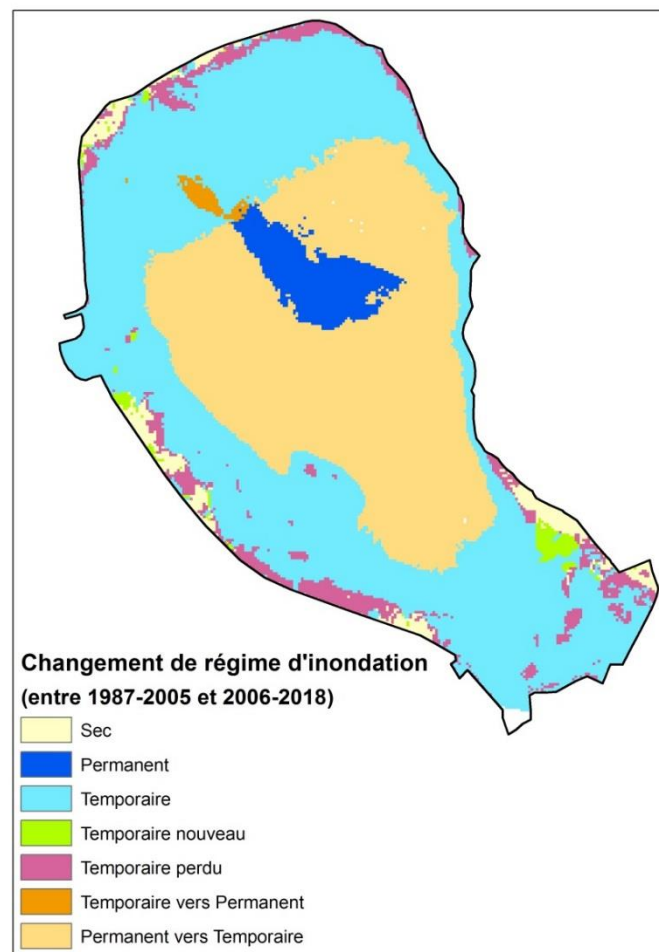 Changement de régime d'inondation
(entre 1987-2005 et 2006-2018)
Sec
Permanent
Temporaire
Temporaire nouveau
Temporaire perdu
Temporaire vers Permanent
Permanent vers Temporaire